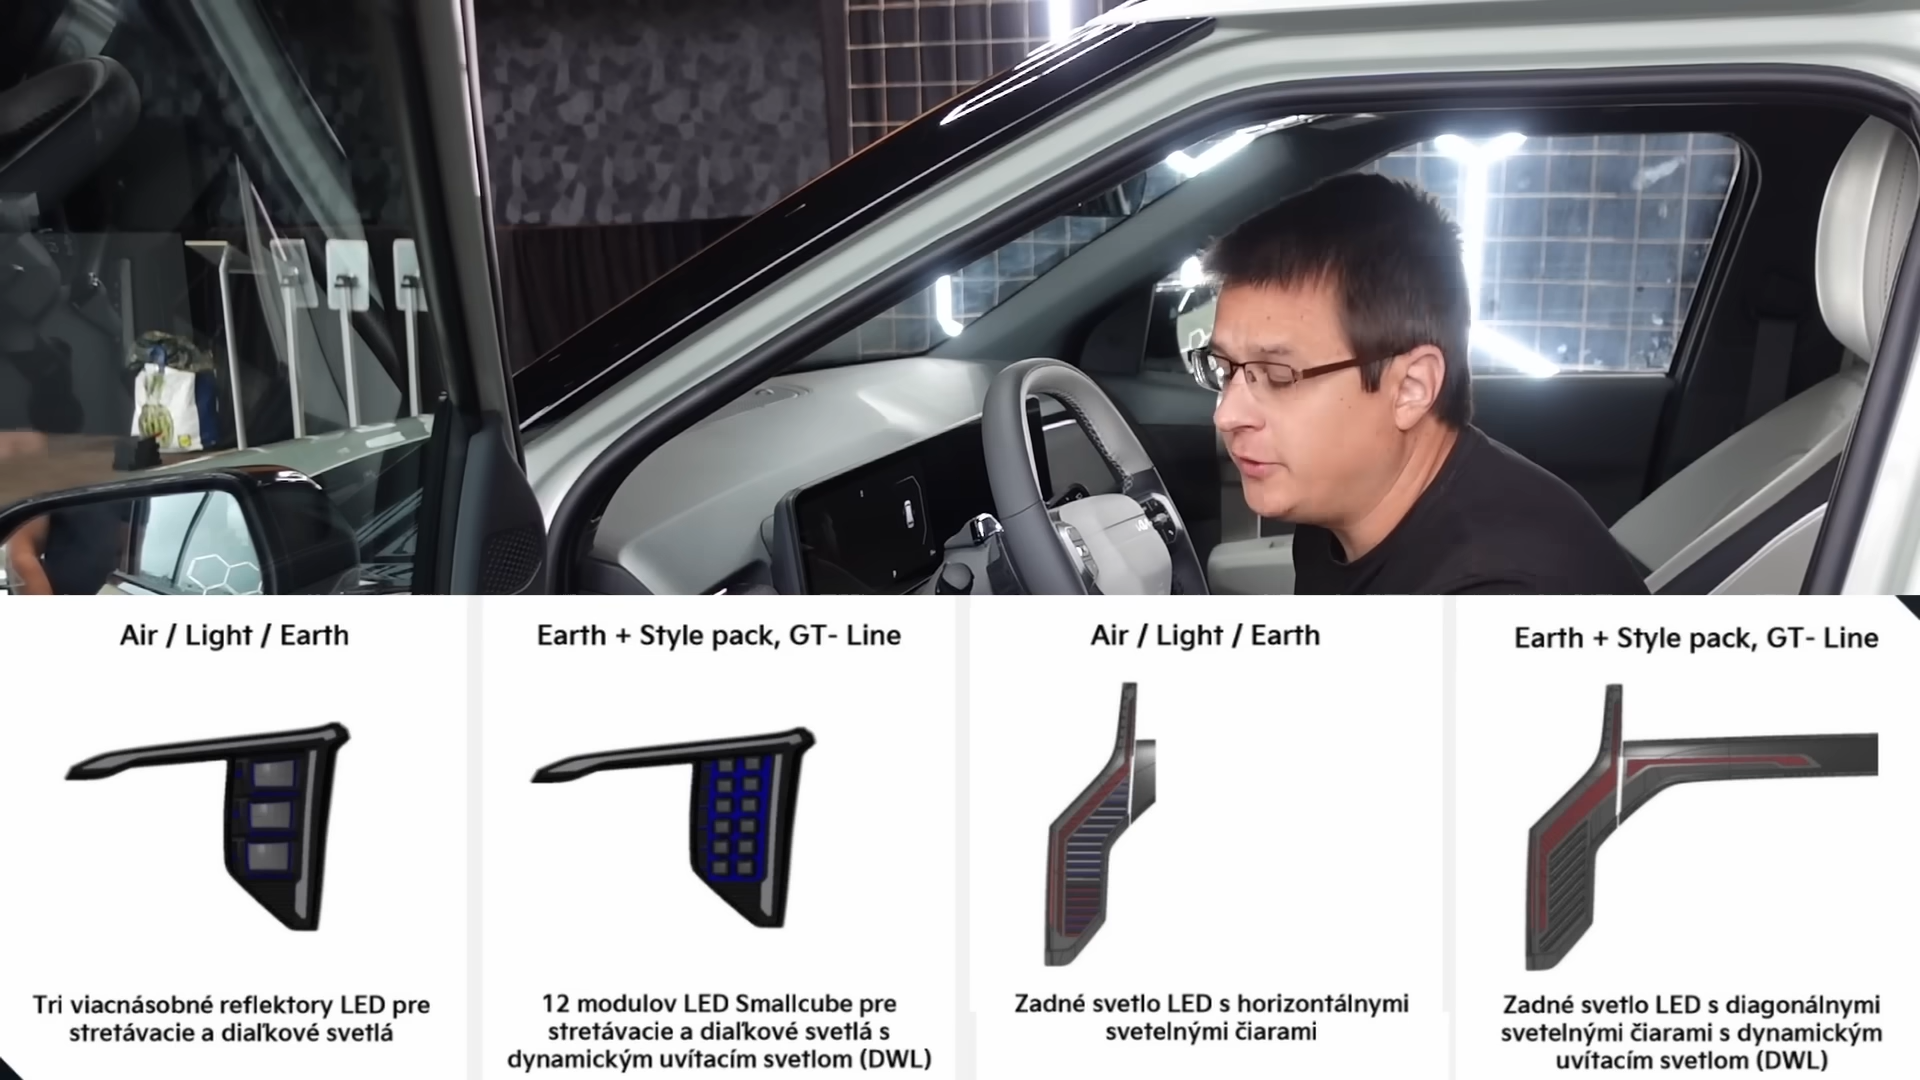 Air / Light / Earth
Tri viacnásobné reflektory LED pre
stretávacie a diaľkové svetlá
Earth + Style pack, GT- Line
12 modulov LED Smallcube pre
stretávacie a diaľkové svetlá s
dynamickým uvítacím svetlom (DWL)
Air / Light / Earth
Zadné svetlo LED s horizontálnymi
svetelnými čiarami
Earth + Style pack, GT- Line
Zadné svetlo LED s diagonálnymi
svetelnými čiarami s dynamickým
uvítacím svetlom (DWL)